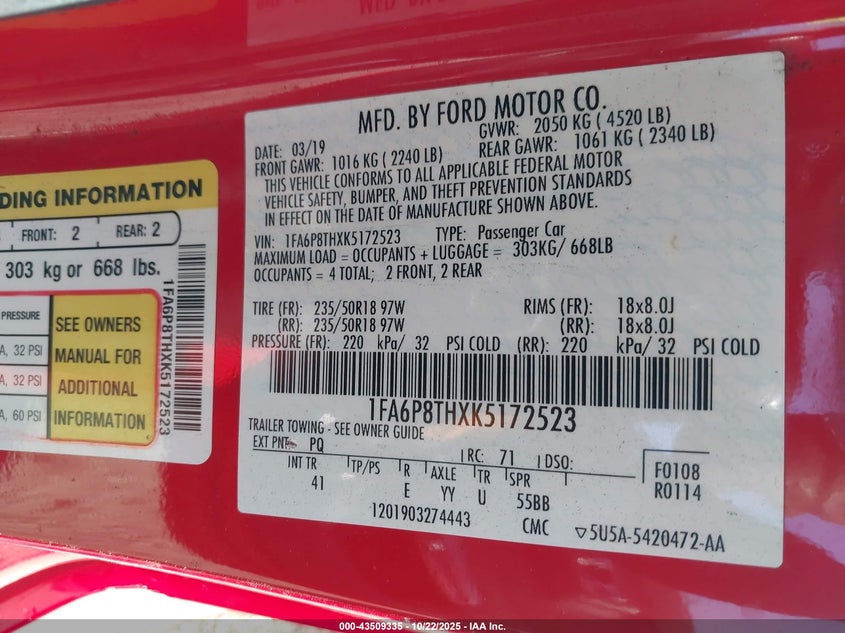 DING INFORMATION
FRONT: 2 REAR: 2
303 kg or 668 lbs.
PRESSURE
A, 32 PSI
A, 32 PSI
A, 60 PSI
SEE OWNERS
MANUAL FOR
ADDITIONAL
INFORMATION
1FA6P8THXK5172523
MFD. BY FORD MOTOR CO.
DATE: 03/19 GVWR: 2050 KG ( 4520 LB)
FRONT GAWR: 1016 KG ( 2240 LB) REAR GAWR: 1061 KG ( 2340 LB)
THIS VEHICLE CONFORMS TO ALL APPLICABLE FEDERAL MOTOR
VEHICLE SAFETY, BUMPER, AND THEFT PREVENTION STANDARDS
IN EFFECT ON THE DATE OF MANUFACTURE SHOWN ABOVE.
VIN: 1FA6P8THXK5172523 TYPE: Passenger Car
MAXIMUM LOAD = OCCUPANTS + LUGGAGE = 303KG/ 668LB
OCCUPANTS = 4 TOTAL; 2 FRONT, 2 REAR
TIRE (FR): 235/50R18 97W RIMS (FR): 18x8.0J
(RR): 235/50R18 97W (RR): 18x8.0J
PRESSURE (FR): 220 kPa/ 32 PSI COLD (RR): 220 kPa/ 32 PSI COLD
1FA6P8THXK5172523
TRAILER TOWING - SEE OWNER GUIDE
EXT PNT: PQ RC: 71 DSO:
INT TR TP/PS R AXLE TR SPR F0108
41 E YY U 55BB R0114
1201903274443 CMC ▽5U5A-5420472-AA
000-43509335 - 10/22/2025 - IAA Inc.